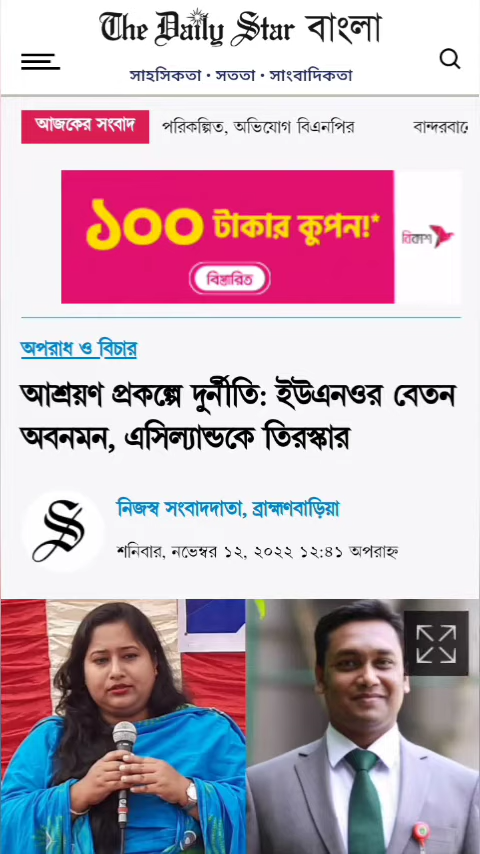 The Daily Star বাংলা
সাহসিকতা • সততা • সাংবাদিকতা
আজকের সংবাদ পরিকল্পিত, অভিযোগ বিএনপির বান্দরবানে
১০০ টাকার কুপন!*
বিকাশ
বিস্তারিত
অপরাধ ও বিচার
আশ্রয়ণ প্রকল্পে দুর্নীতি: ইউএনওর বেতন
অবনমন, এসিল্যান্ডকে তিরস্কার
নিজস্ব সংবাদদাতা, ব্রাহ্মণবাড়িয়া
শনিবার, নভেম্বর ১২, ২০২২ ১২:৪১ অপরাহ্ন